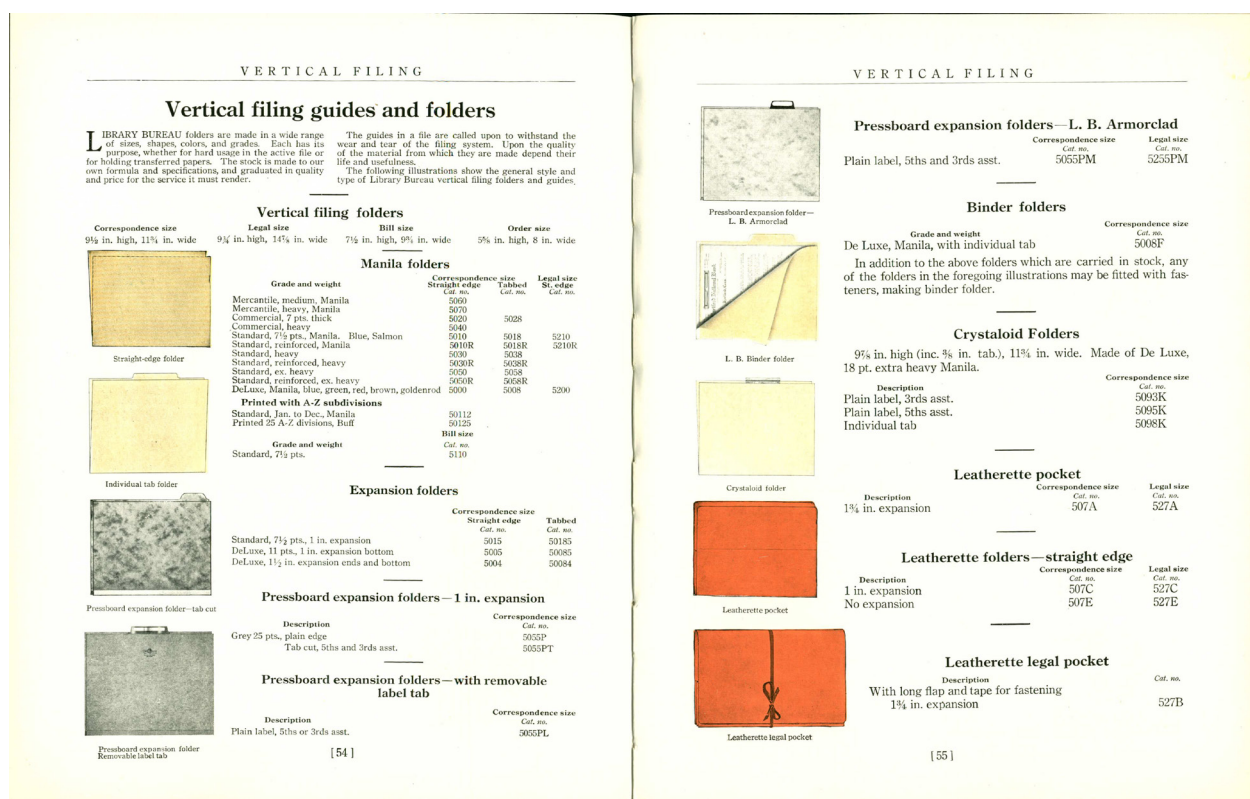 VERTICAL FILING
Vertical filing guides and folders
LIBRARY BUREAU folders are made in a wide range
of sizes, shapes, colors, and grades. Each has its
purpose, whether for hard usage in the active file or
for holding transferred papers. The stock is made to our
own formula and specifications, and graduated in quality
and price for the service it must render.
The guides in a file are called upon to withstand the
wear and tear of the filing system. Upon the quality
of the material from which they are made depend their
life and usefulness.
The following illustrations show the general style and
type of Library Bureau vertical filing folders and guides.
Vertical filing folders
Correspondence size Legal size Bill size Order size
9½ in. high, 11¾ in. wide 9¼ in. high, 14⅞ in. wide 7½ in. high, 9¾ in. wide 5⅝ in. high, 8 in. wide
Straight-edge folder
Individual tab folder
Pressboard expansion folder—tab cut
Pressboard expansion folder
Removable label tab
Manila folders
Correspondence size Legal size
Grade and weight Straight edge Tabbed St. edge
Cat. no. Cat. no. Cat. no.
Mercantile, medium, Manila 5060
Mercantile, heavy, Manila 5070
Commercial, 7 pts. thick 5020 5028
Commercial, heavy 5040
Standard, 7½ pts., Manila. Blue, Salmon 5010 5018 5210
Standard, reinforced, Manila 5010R 5018R 5210R
Standard, heavy 5030 5038
Standard, reinforced, heavy 5030R 5038R
Standard, ex. heavy 5050 5058
Standard, reinforced, ex. heavy 5050R 5058R
DeLuxe, Manila, blue, green, red, brown, goldenrod 5000 5008 5200
Printed with A-Z subdivisions
Standard, Jan. to Dec., Manila 50112
Printed 25 A-Z divisions, Buff 50125
Bill size
Grade and weight Cat. no.
Standard, 7½ pts. 5110
Expansion folders
Correspondence size
Straight edge Tabbed
Cat. no. Cat. no.
Standard, 7½ pts., 1 in. expansion 5015 50185
DeLuxe, 11 pts., 1 in. expansion bottom 5005 50085
DeLuxe, 1½ in. expansion ends and bottom 5004 50084
Pressboard expansion folders—1 in. expansion
Correspondence size
Description Cat. no.
Grey 25 pts., plain edge 5055P
Tab cut, 5ths and 3rds asst. 5055PT
Pressboard expansion folders—with removable
label tab
Correspondence size
Description Cat. no.
Plain label, 5ths or 3rds asst. 5055PL
[54]
VERTICAL FILING
Pressboard expansion folder—
L. B. Armorclad
L. B. Binder folder
Crystaloid folder
Leatherette pocket
Leatherette legal pocket
Pressboard expansion folders—L. B. Armorclad
Correspondence size Legal size
Cat. no. Cat. no.
Plain label, 5ths and 3rds asst. 5055PM 5255PM
Binder folders
Correspondence size
Grade and weight Cat. no.
De Luxe, Manila, with individual tab 5008F
In addition to the above folders which are carried in stock, any
of the folders in the foregoing illustrations may be fitted with fas-
teners, making binder folder.
Crystaloid Folders
9⅞ in. high (inc. ⅜ in. tab.), 11¾ in. wide. Made of De Luxe,
18 pt. extra heavy Manila.
Correspondence size
Description Cat. no.
Plain label, 3rds asst. 5093K
Plain label, 5ths asst. 5095K
Individual tab 5098K
Leatherette pocket
Correspondence size Legal size
Description Cat. no. Cat. no.
1¾ in. expansion 507A 527A
Leatherette folders—straight edge
Correspondence size Legal size
Description Cat. no. Cat. no.
1 in. expansion 507C 527C
No expansion 507E 527E
Leatherette legal pocket
Description Cat. no.
With long flap and tape for fastening
1¾ in. expansion 527B
[55]